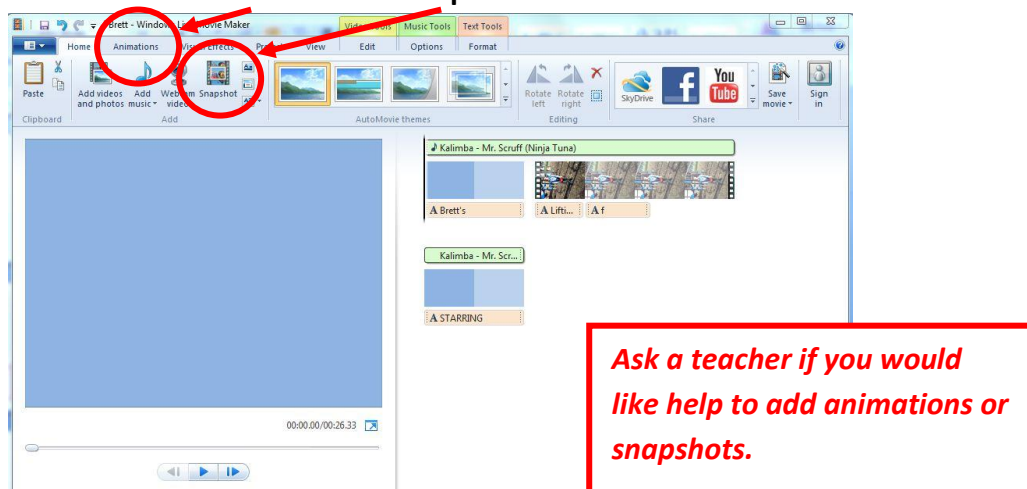 Brett - Windows Live Movie Maker
Video Tools Music Tools Text Tools
Home Animations Visual Effects Project View Edit Options Format
Paste
Add videos and photos
Add music
Webcam video
Snapshot
Rotate left
Rotate right
SkyDrive
You Tube
Save movie
Sign in
Clipboard Add AutoMovie themes Editing Share
Kalimba - Mr. Scruff (Ninja Tuna)
A Brett's A Lifti... A f
Kalimba - Mr. Scr...
A STARRING
00:00.00/00:26.33
Ask a teacher if you would
like help to add animations or
snapshots.